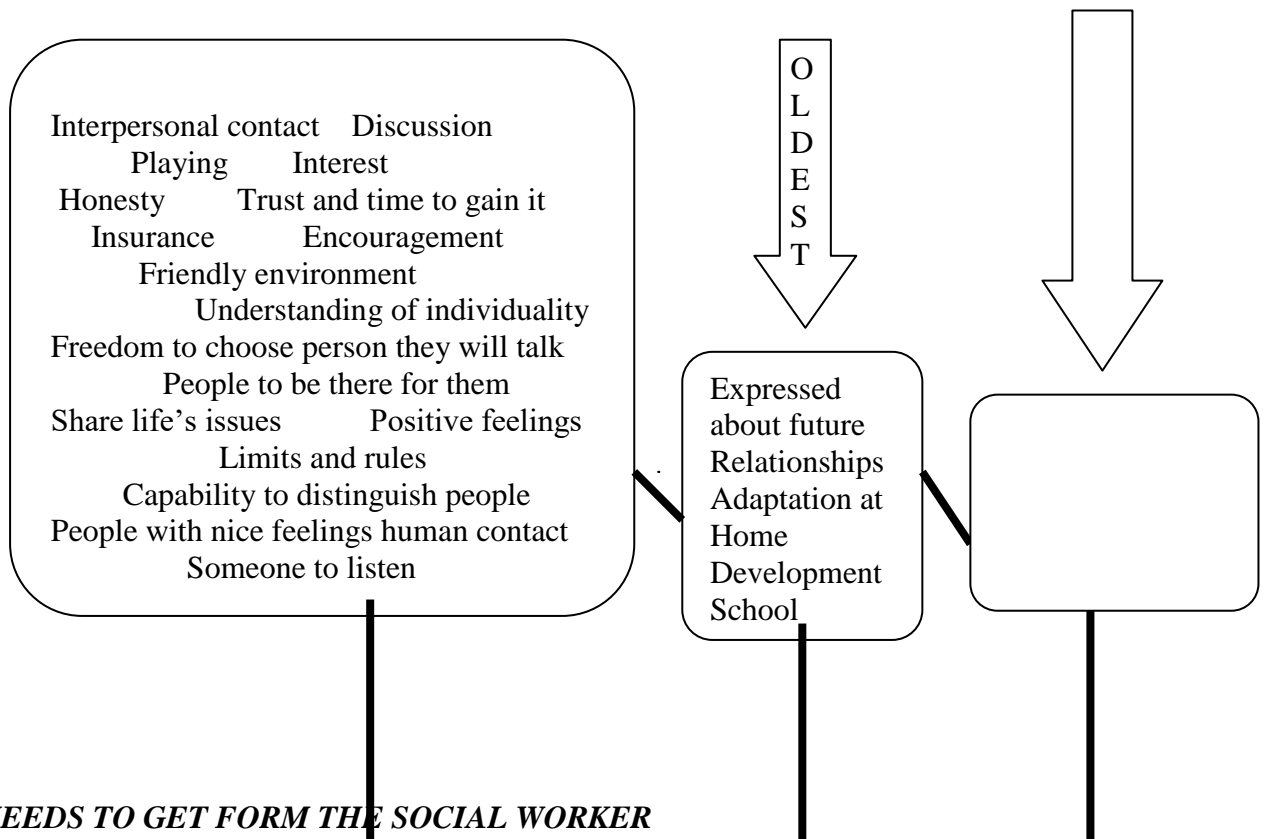 Interpersonal contact Discussion
Playing Interest
Honesty Trust and time to gain it
Insurance Encouragement
Friendly environment
Understanding of individuality
Freedom to choose person they will talk
People to be there for them
Share life’s issues Positive feelings
Limits and rules
Capability to distinguish people
People with nice feelings human contact
Someone to listen
O
L
D
E
S
T
Expressed
about future
Relationships
Adaptation at
Home
Development
School
.
EEDS TO GET FORM THE SOCIAL WORKER